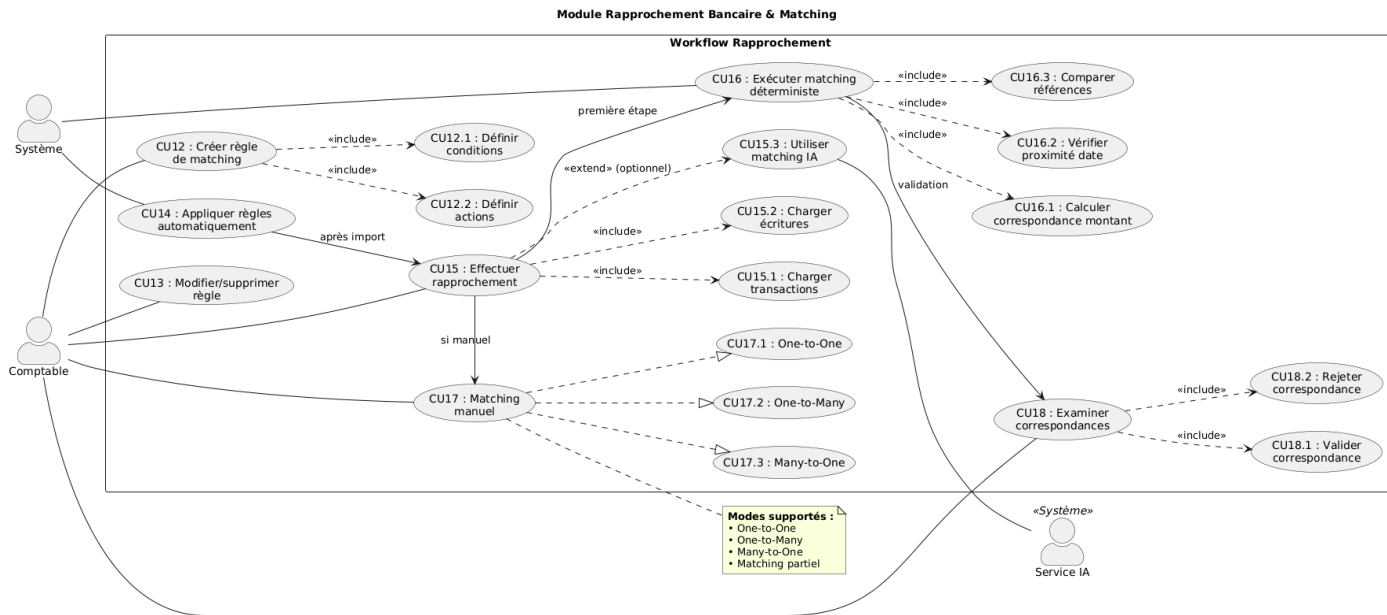 Module Rapprochement Bancaire & Matching
Workflow Rapprochement
Système
Comptable
CU12 : Créer règle
de matching
«include»
«include»
CU12.1 : Définir
conditions
CU12.2 : Définir
actions
CU14 : Appliquer règles
automatiquement
après import
CU13 : Modifier/supprimer
règle
CU15 : Effectuer
rapprochement
première étape
«extend» (optionnel)
«include»
«include»
si manuel
CU16 : Exécuter matching
déterministe
CU15.3 : Utiliser
matching IA
CU15.2 : Charger
écritures
CU15.1 : Charger
transactions
CU17 : Matching
manuel
CU17.1 : One-to-One
CU17.2 : One-to-Many
CU17.3 : Many-to-One
Modes supportés :
• One-to-One
• One-to-Many
• Many-to-One
• Matching partiel
«include»
«include»
«include»
validation
CU16.3 : Comparer
références
CU16.2 : Vérifier
proximité date
CU16.1 : Calculer
correspondance montant
CU18 : Examiner
correspondances
«include»
«include»
CU18.2 : Rejeter
correspondance
CU18.1 : Valider
correspondance
«Système»
Service IA